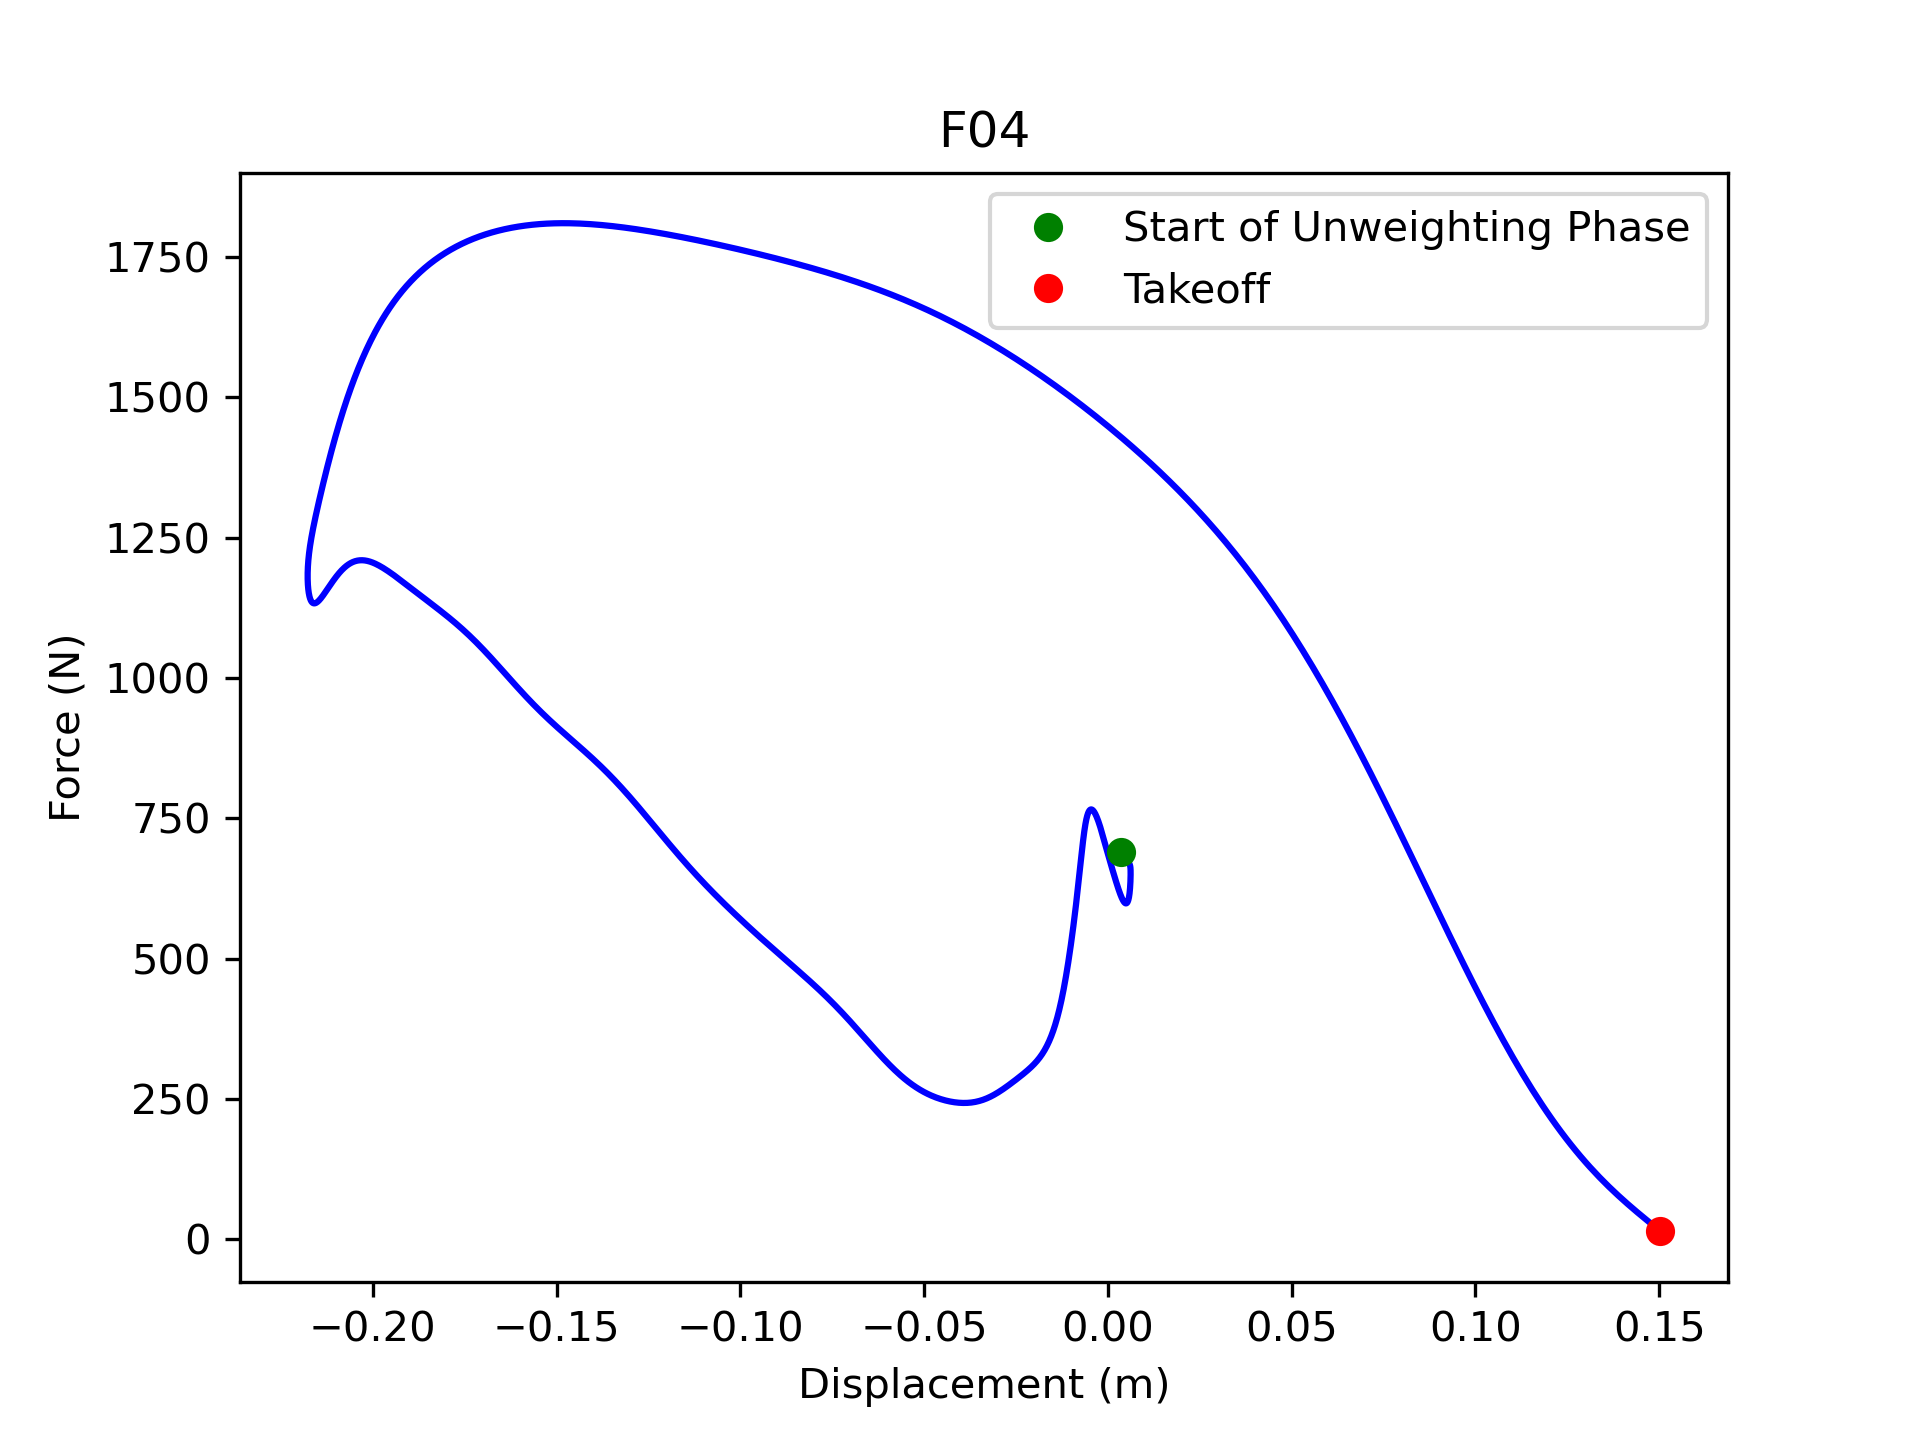 F04
Start of Unweighting Phase
Takeoff
1750
1500
1250
1000
750
500
250
0
Force (N)
−0.20 −0.15 −0.10 −0.05 0.00 0.05 0.10 0.15
Displacement (m)